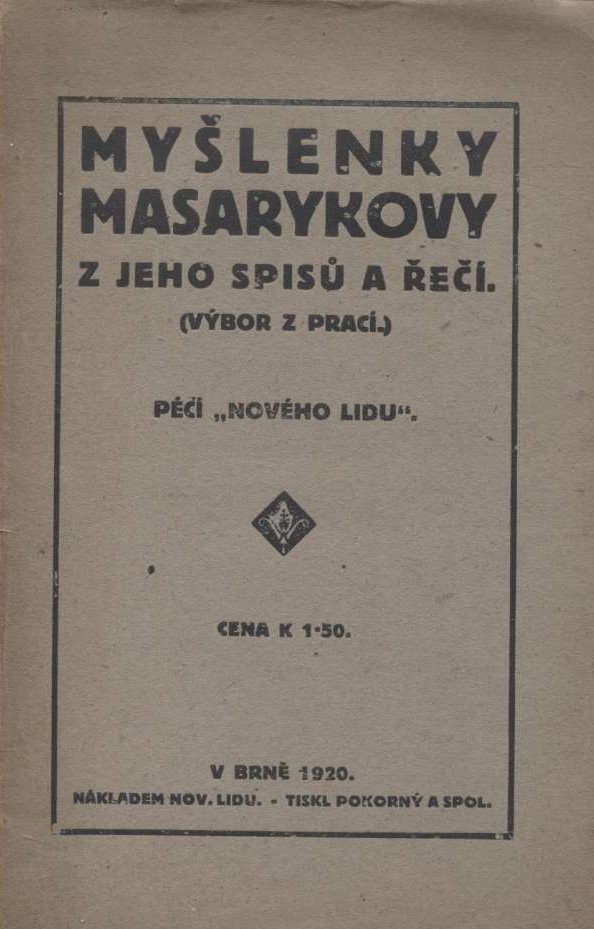 MYŠLENKY
MASARYKOVY
Z JEHO SPISŮ A ŘEČÍ.
(VÝBOR Z PRACÍ.)
PÉČÍ „NOVÉHO LIDU“.
CENA K 1·50.
V BRNĚ 1920.
NÁKLADEM NOV. LIDU. - TISKL POKORNÝ A SPOL.